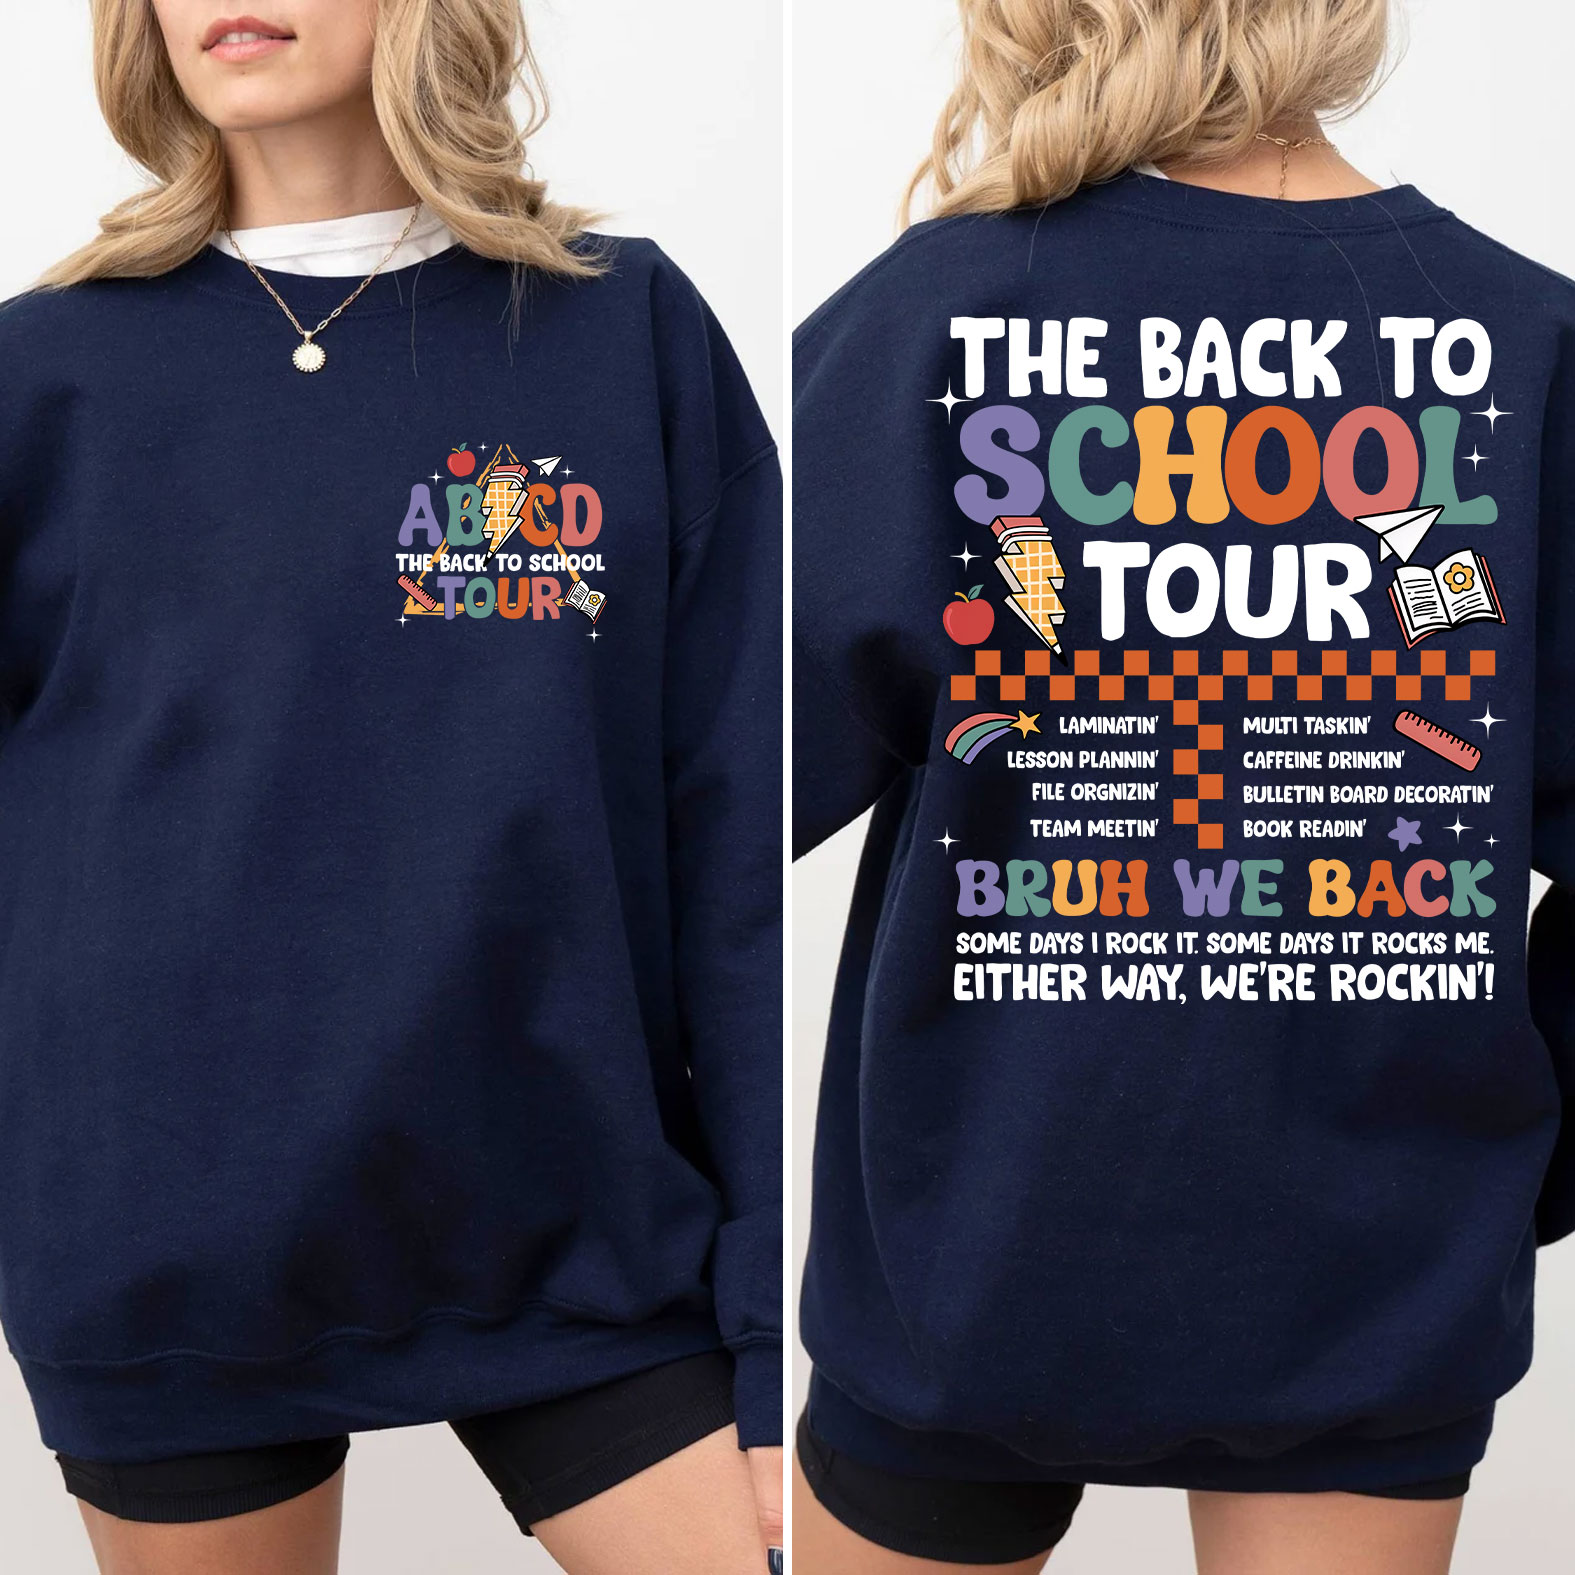 AB CD
THE BACK TO SCHOOL
TOUR
THE BACK TO
SCHOOL
TOUR
LAMINATIN' MULTI TASKIN'
LESSON PLANNIN' CAFFEINE DRINKIN'
FILE ORGNIZIN' BULLETIN BOARD DECORATIN'
TEAM MEETIN' BOOK READIN'
BRUH WE BACK
SOME DAYS I ROCK IT. SOME DAYS IT ROCKS ME.
EITHER WAY, WE'RE ROCKIN'!